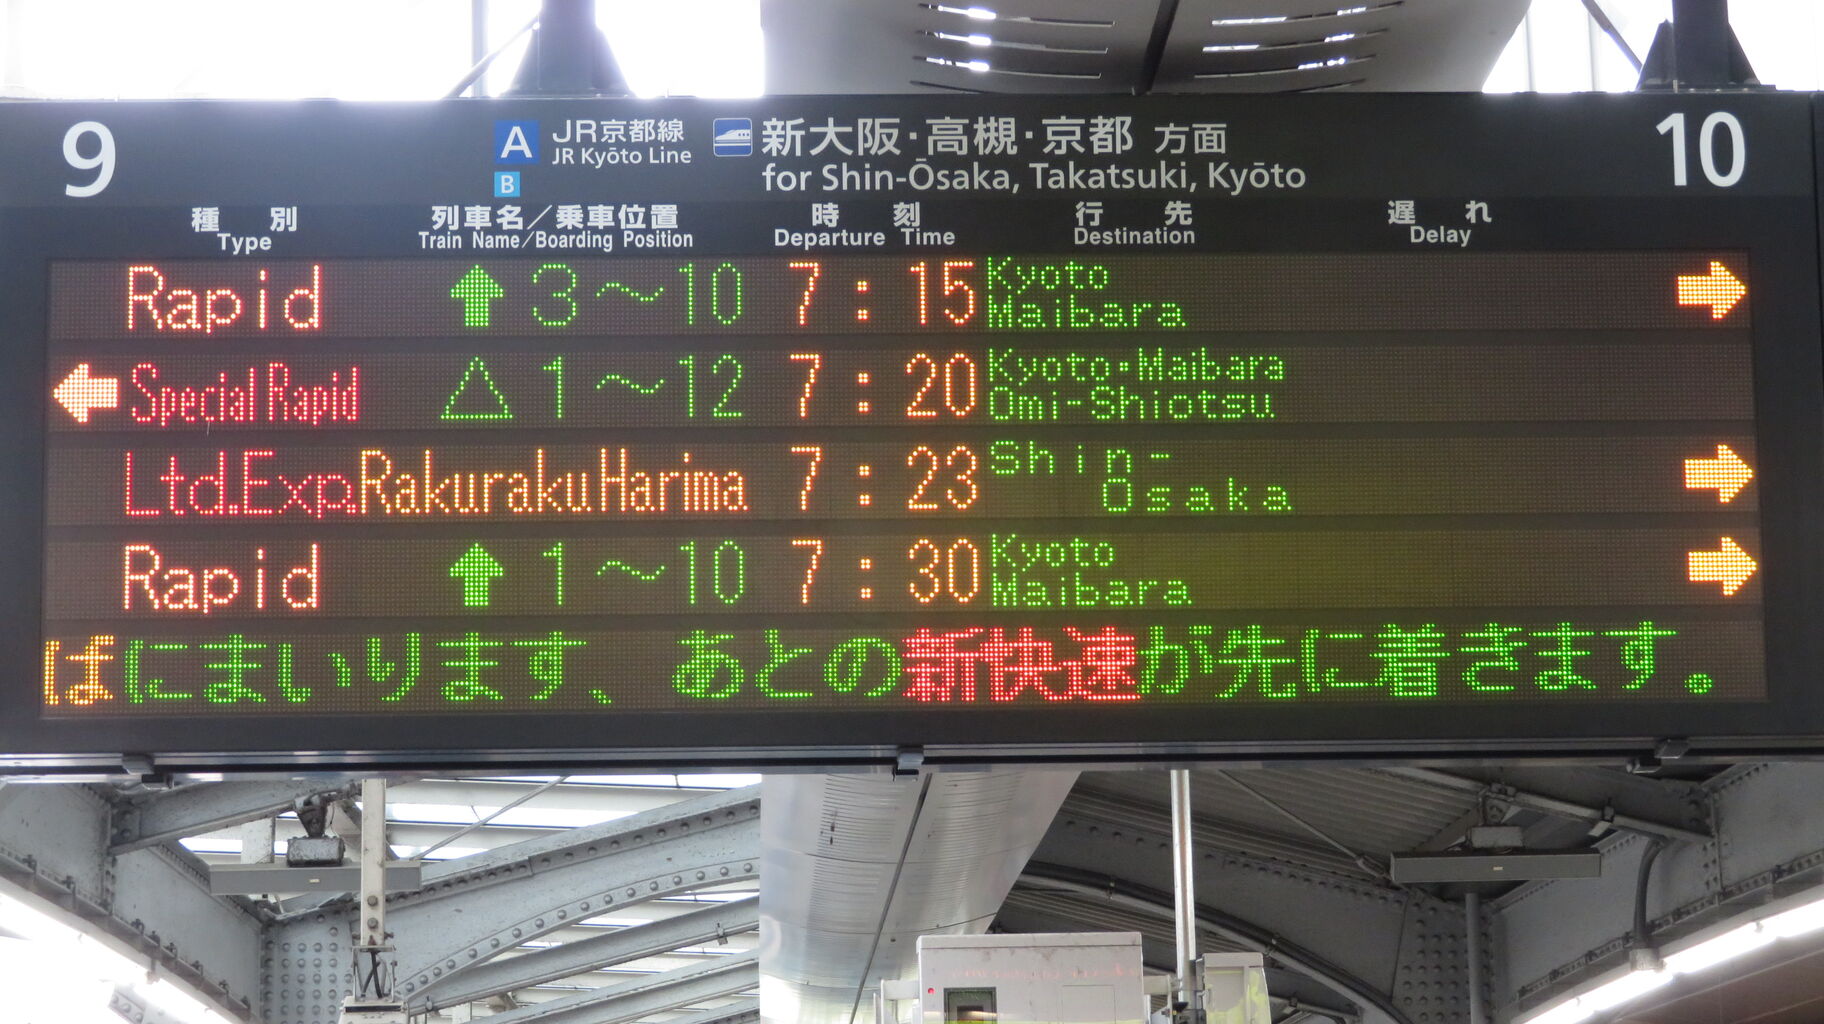 9 A JR京都線 新大阪・高槻・京都 方面 10
JR Kyōto Line
B for Shin-Ōsaka, Takatsuki, Kyōto
種別 列車名／乗車位置 時刻 行先 遅れ
Type Train Name/Boarding Position Departure Time Destination Delay
Rapid ↑ 3〜10 7:15 Kyoto Maibara →
← Special Rapid △ 1〜12 7:20 Kyoto・Maibara Omi-Shiotsu
Ltd.Exp. RakurakuHarima 7:23 Shin-Osaka →
Rapid ↑ 1〜10 7:30 Kyoto Maibara →
ばにまいります、あとの新快速が先に着きます。